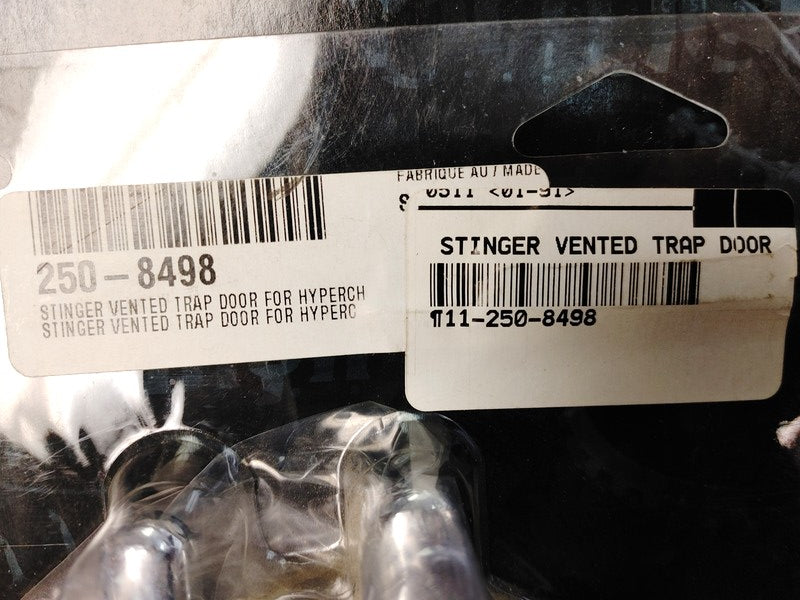 FABRIQUE AU / MADE
S
0511 <01-91>
250-8498
STINGER VENTED TRAP DOOR FOR HYPERCH
STINGER VENTED TRAP DOOR FOR HYPERC
STINGER VENTED TRAP DOOR
¶11-250-8498